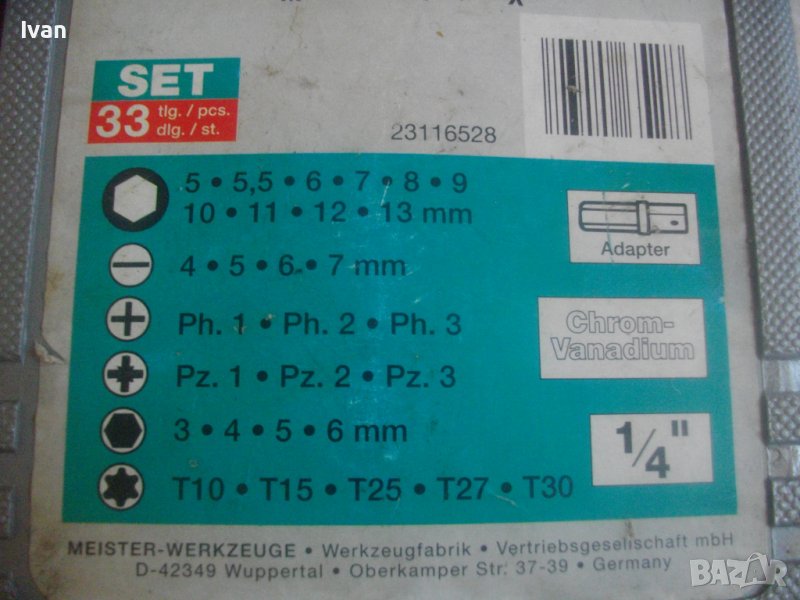 Ivan
SET
33 tlg. / pcs.
dlg. / st.
23116528
5 • 5,5 • 6 • 7 • 8 • 9
10 • 11 • 12 • 13 mm
Adapter
4 • 5 • 6 • 7 mm
Ph. 1 • Ph. 2 • Ph. 3
Chrom-
Vanadium
Pz. 1 • Pz. 2 • Pz. 3
3 • 4 • 5 • 6 mm
1/4"
T10 • T15 • T25 • T27 • T30
MEISTER-WERKZEUGE • Werkzeugfabrik • Vertriebsgesellschaft mbH
D-42349 Wuppertal • Oberkamper Str. 37-39 • Germany
BAZAR